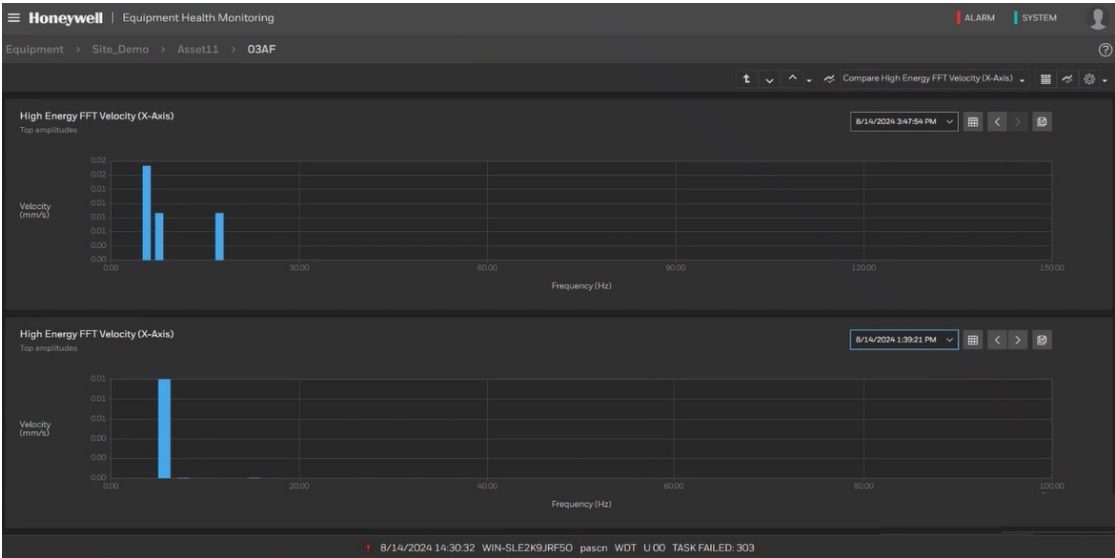 Honeywell | Equipment Health Monitoring
ALARM
SYSTEM
Equipment > Site_Demo > Asset11 > 03AF
Compare High Energy FFT Velocity (X-Axis)
High Energy FFT Velocity (X-Axis)
Top amplitudes
8/14/2024 3:47:54 PM
0.02
0.02
0.01
0.01
0.01
0.01
0.00
0.00
Velocity
(mm/s)
0.00 30.00 60.00 90.00 120.00 150.00
Frequency (Hz)
High Energy FFT Velocity (X-Axis)
Top amplitudes
8/14/2024 1:39:21 PM
0.01
0.01
0.01
0.00
0.00
0.00
Velocity
(mm/s)
0.00 20.00 40.00 60.00 80.00 100.00
Frequency (Hz)
8/14/2024 14:30:32 WIN-SLE2K9JRF5O pascn WDT U 00 TASK FAILED: 303